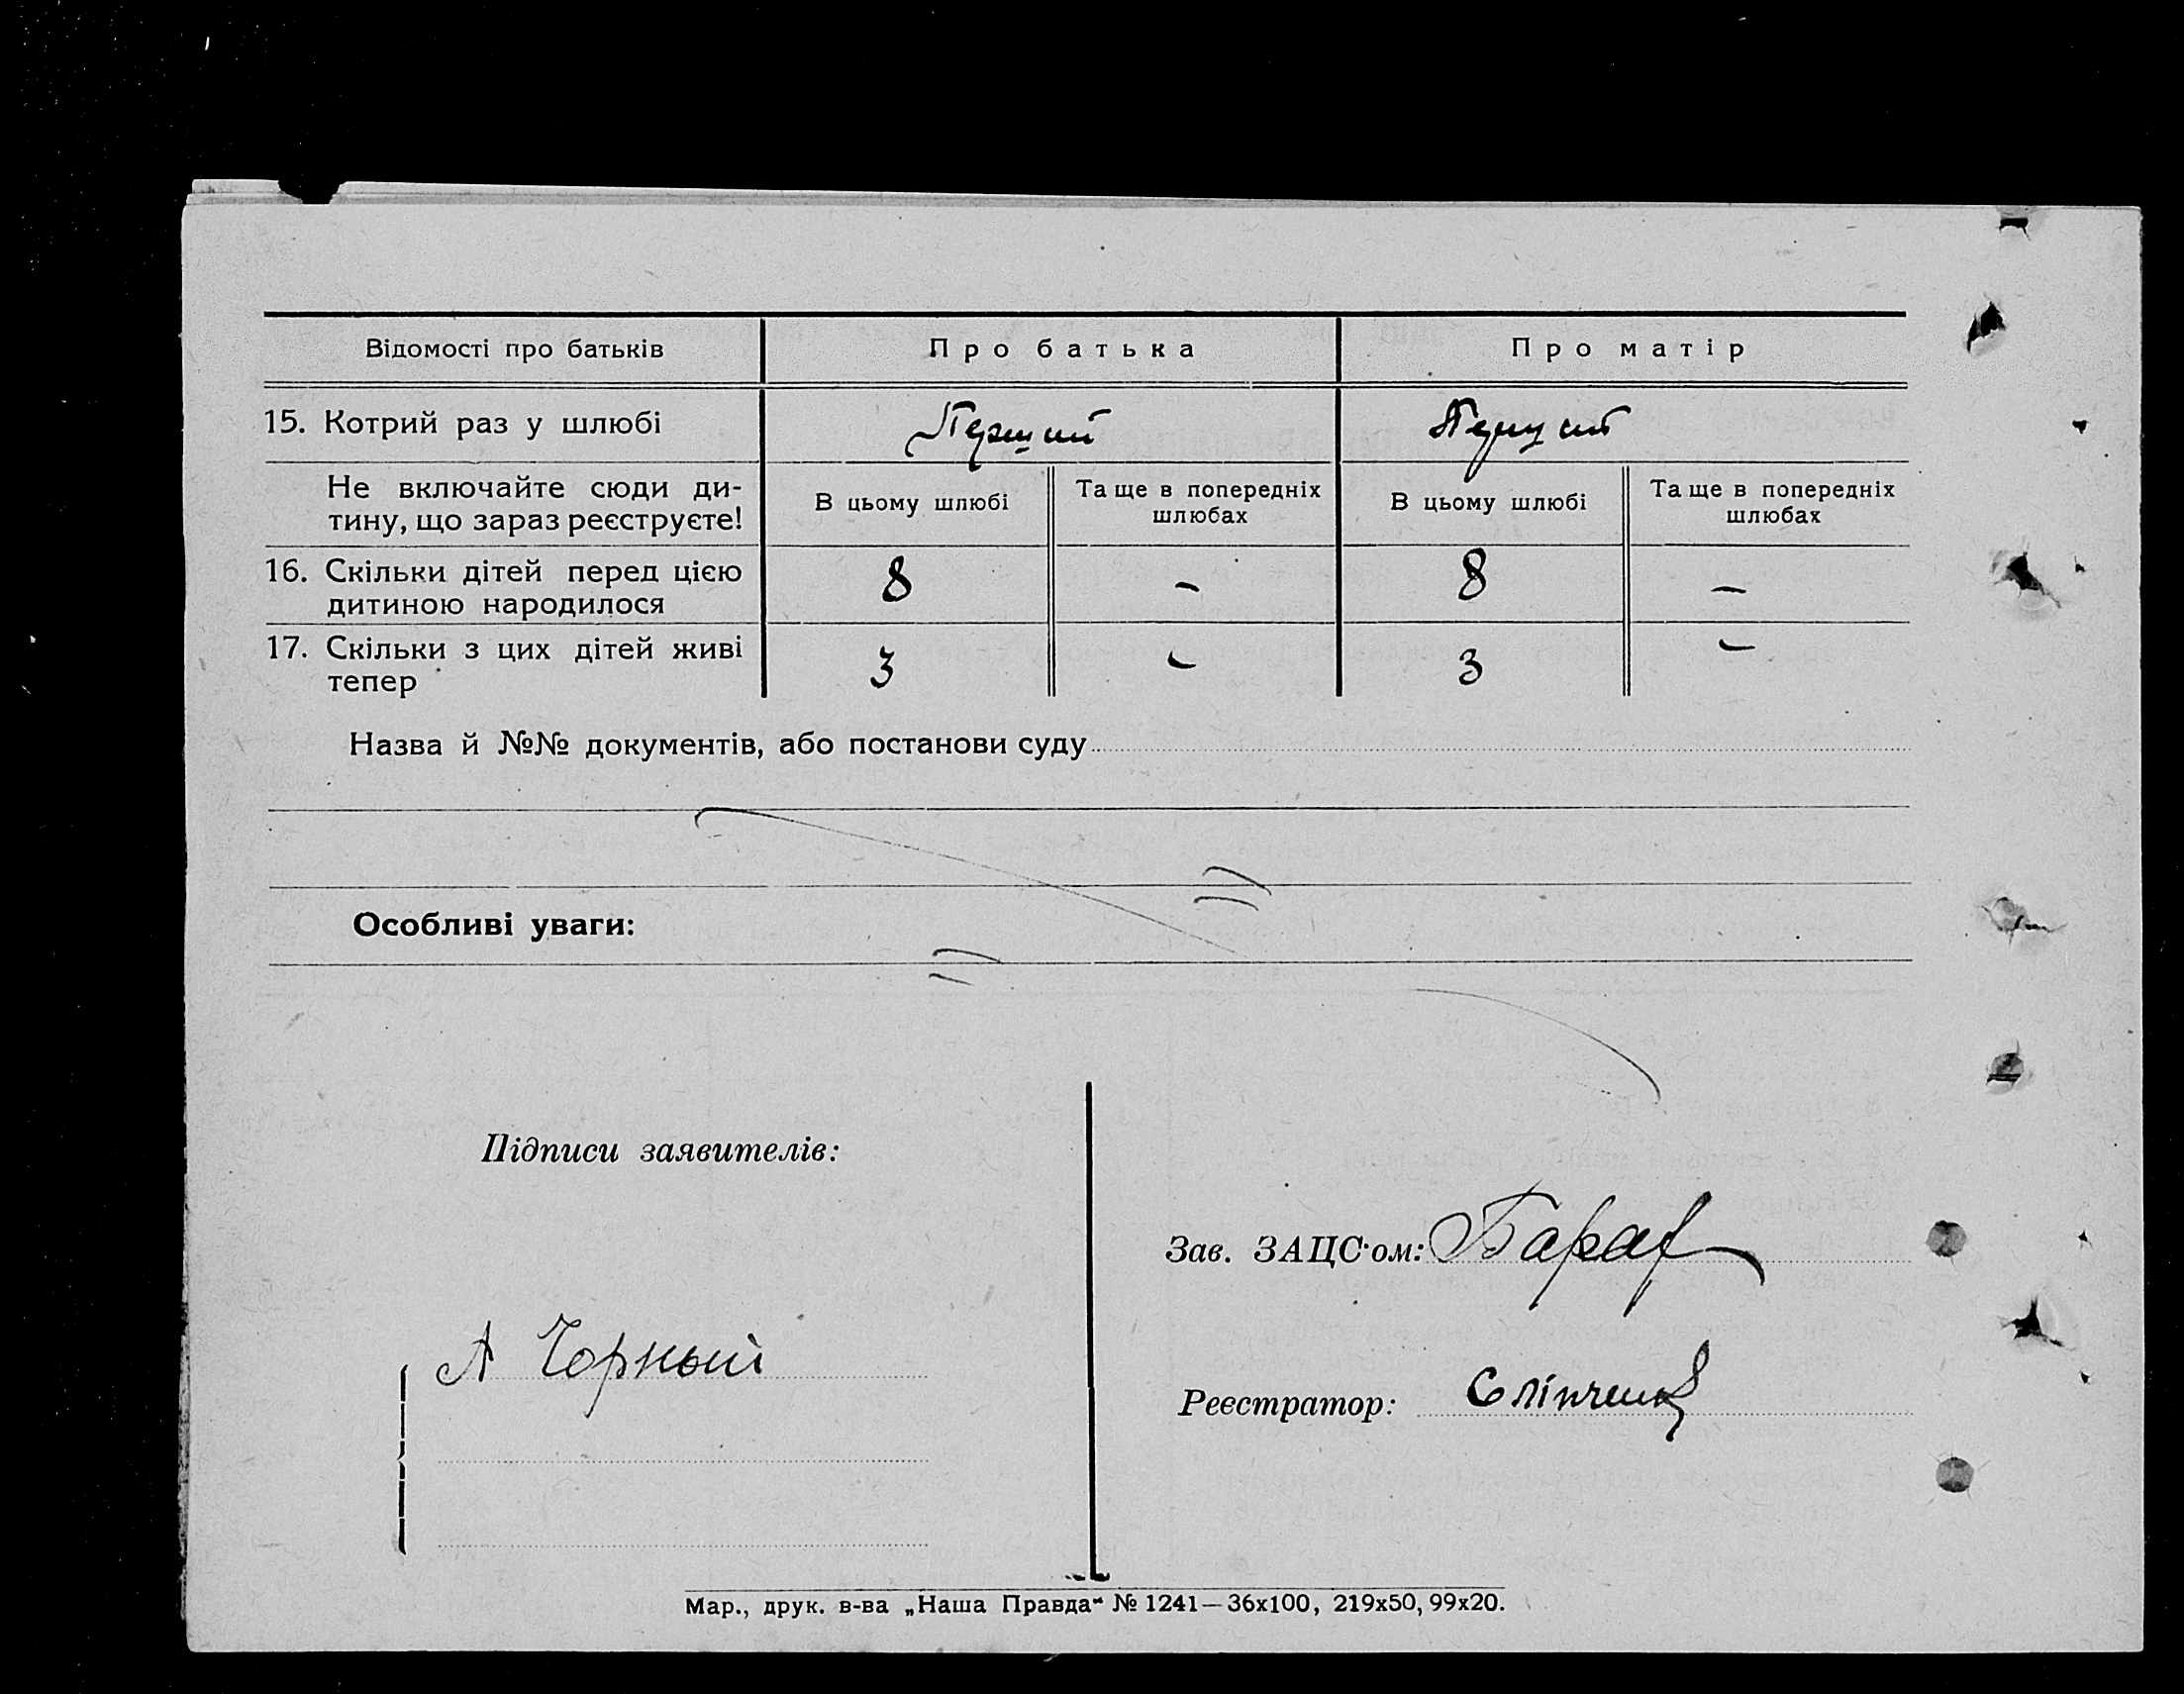 Відомості про батьків Про батька Про матір
15. Котрий раз у шлюбі Перший Перший
Не включайте сюди ди-
тину, що зараз реєструєте!
В цьому шлюбі Та ще в попередніх
шлюбах
В цьому шлюбі Та ще в попередніх
шлюбах
16. Скільки дітей перед цією
дитиною народилося
8 – 8 –
17. Скільки з цих дітей живі
тепер
3 – 3 –
Назва й №№ документів, або постанови суду
Особливі уваги:
Підписи заявителів:
Зав. ЗАЦС'ом:
А Чорный
Реєстратор:
Мар., друк. в-ва „Наша Правда“ № 1241—36х100, 219х50, 99х20.